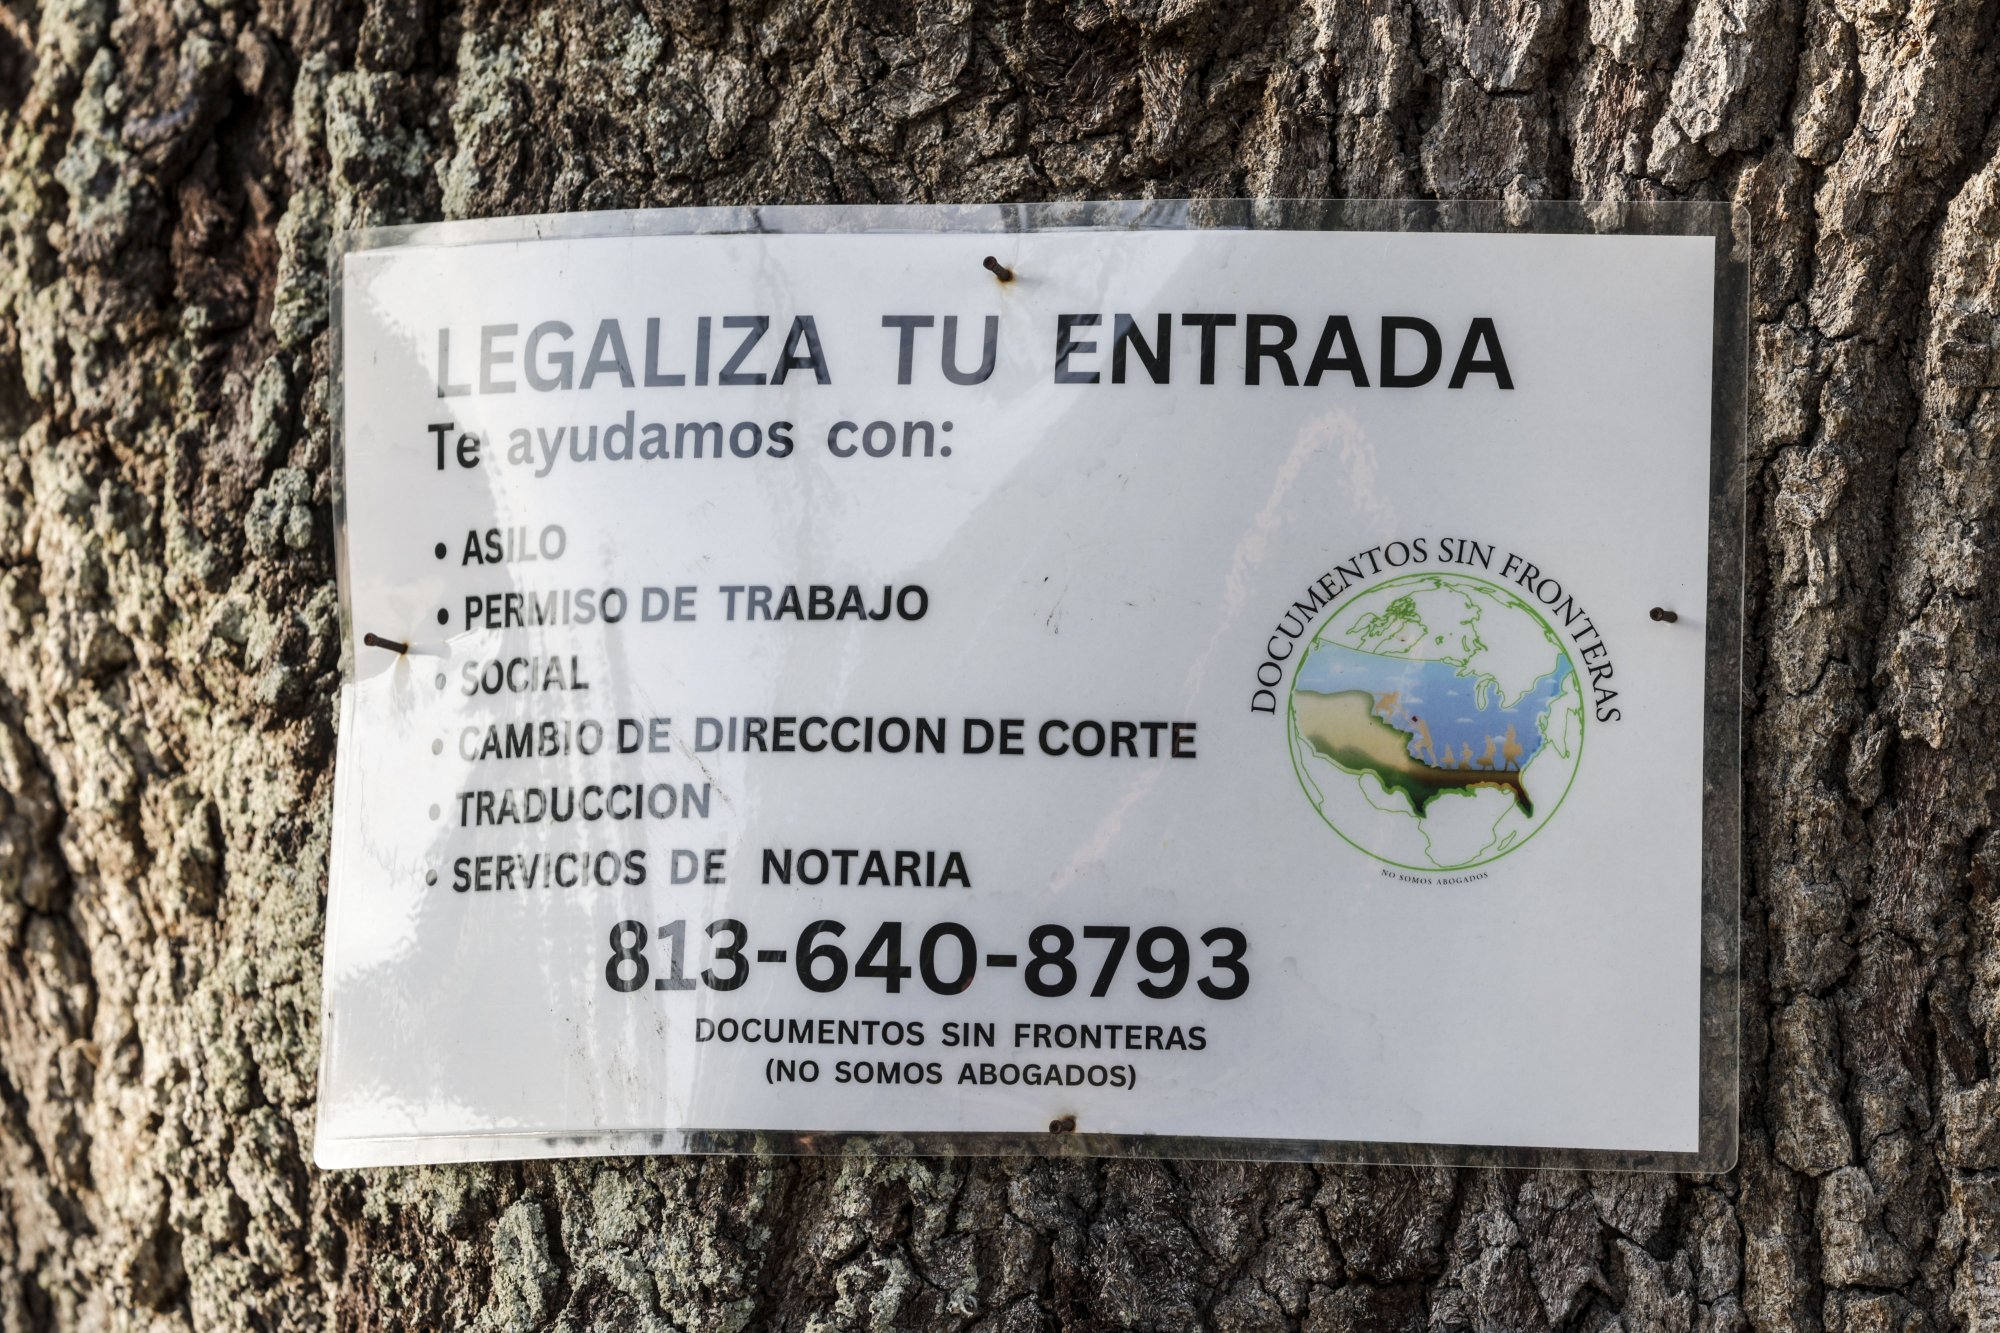 LEGALIZA TU ENTRADA
Te ayudamos con:
• ASILO
• PERMISO DE TRABAJO
• SOCIAL
• CAMBIO DE DIRECCION DE CORTE
• TRADUCCION
• SERVICIOS DE NOTARIA
813-640-8793
DOCUMENTOS SIN FRONTERAS
(NO SOMOS ABOGADOS)
DOCUMENTOS SIN FRONTERAS
NO SOMOS ABOGADOS